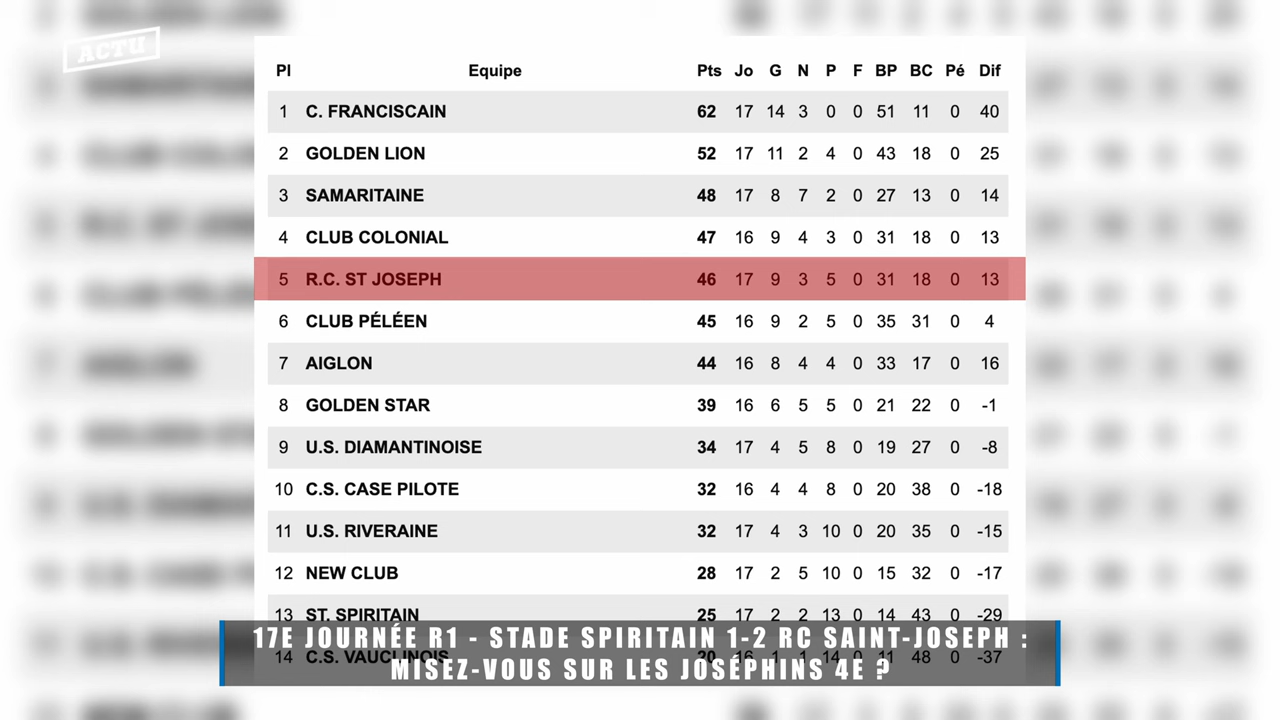 ACTU
Pl Equipe Pts Jo G N P F BP BC Pé Dif
1 C. FRANCISCAIN 62 17 14 3 0 0 51 11 0 40
2 GOLDEN LION 52 17 11 2 4 0 43 18 0 25
3 SAMARITAINE 48 17 8 7 2 0 27 13 0 14
4 CLUB COLONIAL 47 16 9 4 3 0 31 18 0 13
5 R.C. ST JOSEPH 46 17 9 3 5 0 31 18 0 13
6 CLUB PÉLÉEN 45 16 9 2 5 0 35 31 0 4
7 AIGLON 44 16 8 4 4 0 33 17 0 16
8 GOLDEN STAR 39 16 6 5 5 0 21 22 0 -1
9 U.S. DIAMANTINOISE 34 17 4 5 8 0 19 27 0 -8
10 C.S. CASE PILOTE 32 16 4 4 8 0 20 38 0 -18
11 U.S. RIVERAINE 32 17 4 3 10 0 20 35 0 -15
12 NEW CLUB 28 17 2 5 10 0 15 32 0 -17
13 ST. SPIRITAIN 25 17 2 2 13 0 14 43 0 -29
14 C.S. VAUCLINOIS 20 16 1 1 14 0 11 48 0 -37
17E JOURNÉE R1 - STADE SPIRITAIN 1-2 RC SAINT-JOSEPH :
MISEZ-VOUS SUR LES JOSÉPHINS 4E ?